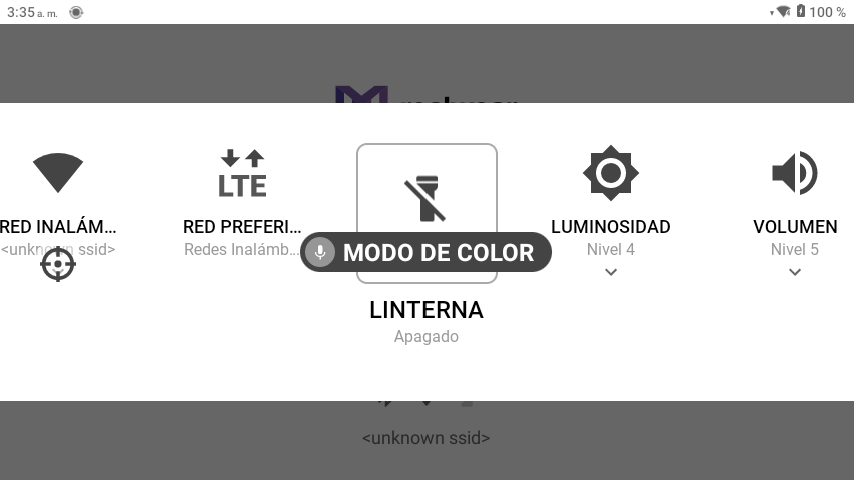 3:35 a. m.
100 %
RED INALÁM...
<unknown ssid>
LTE
RED PREFERI...
Redes Inalámb...
MODO DE COLOR
LINTERNA
Apagado
LUMINOSIDAD
Nivel 4
VOLUMEN
Nivel 5
<unknown ssid>